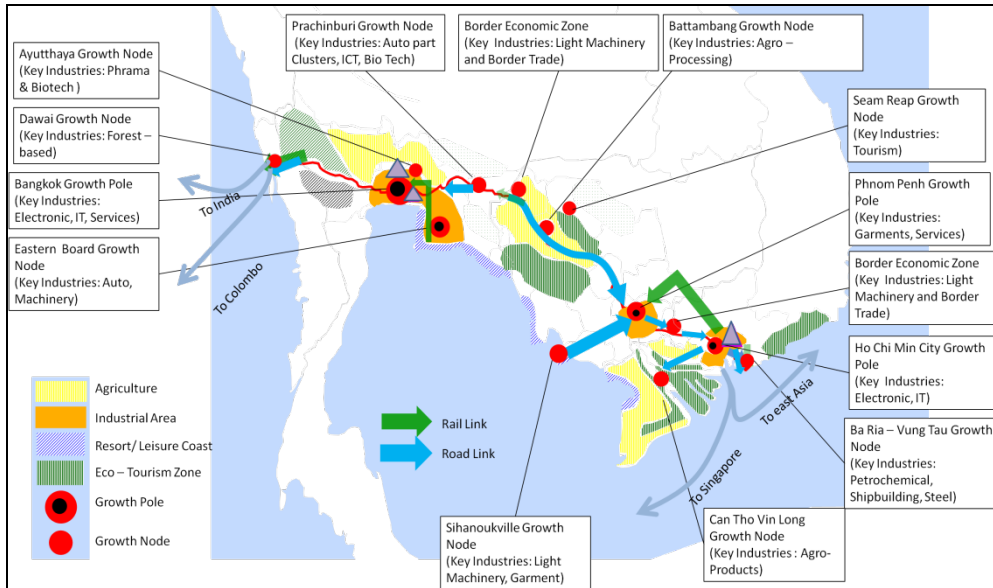 Ayutthaya Growth Node
(Key Industries: Phrama
& Biotech )
Prachinburi Growth Node
(Key Industries: Auto part
Clusters, ICT, Bio Tech)
Border Economic Zone
(Key  Industries: Light Machinery
and Border Trade)
Battambang Growth Node
(Key Industries: Agro –
Processing)
Dawai Growth Node
(Key Industries: Forest –
based)
Seam Reap Growth
Node
(Key Industries:
Tourism)
Bangkok Growth Pole
(Key Industries:
Electronic, IT, Services)
Phnom Penh Growth
Pole
(Key Industries:
Garments, Services)
Eastern  Board Growth
Node
(Key Industries: Auto,
Machinery)
Border Economic Zone
(Key  Industries: Light
Machinery and Border
Trade)
To India
To Colombo
Ho Chi Min City Growth
Pole
(Key  Industries:
Electronic, IT)
To east Asia
To Singapore
Ba Ria – Vung Tau Growth
Node
(Key Industries:
Petrochemical,
Shipbuilding, Steel)
Agriculture
Industrial Area
Resort/ Leisure Coast
Eco – Tourism Zone
Growth Pole
Growth Node
Rail Link
Road Link
Sihanoukville Growth
Node
(Key Industries: Light
Machinery, Garment)
Can Tho Vin Long
Growth Node
(Key Industries : Agro-
Products)